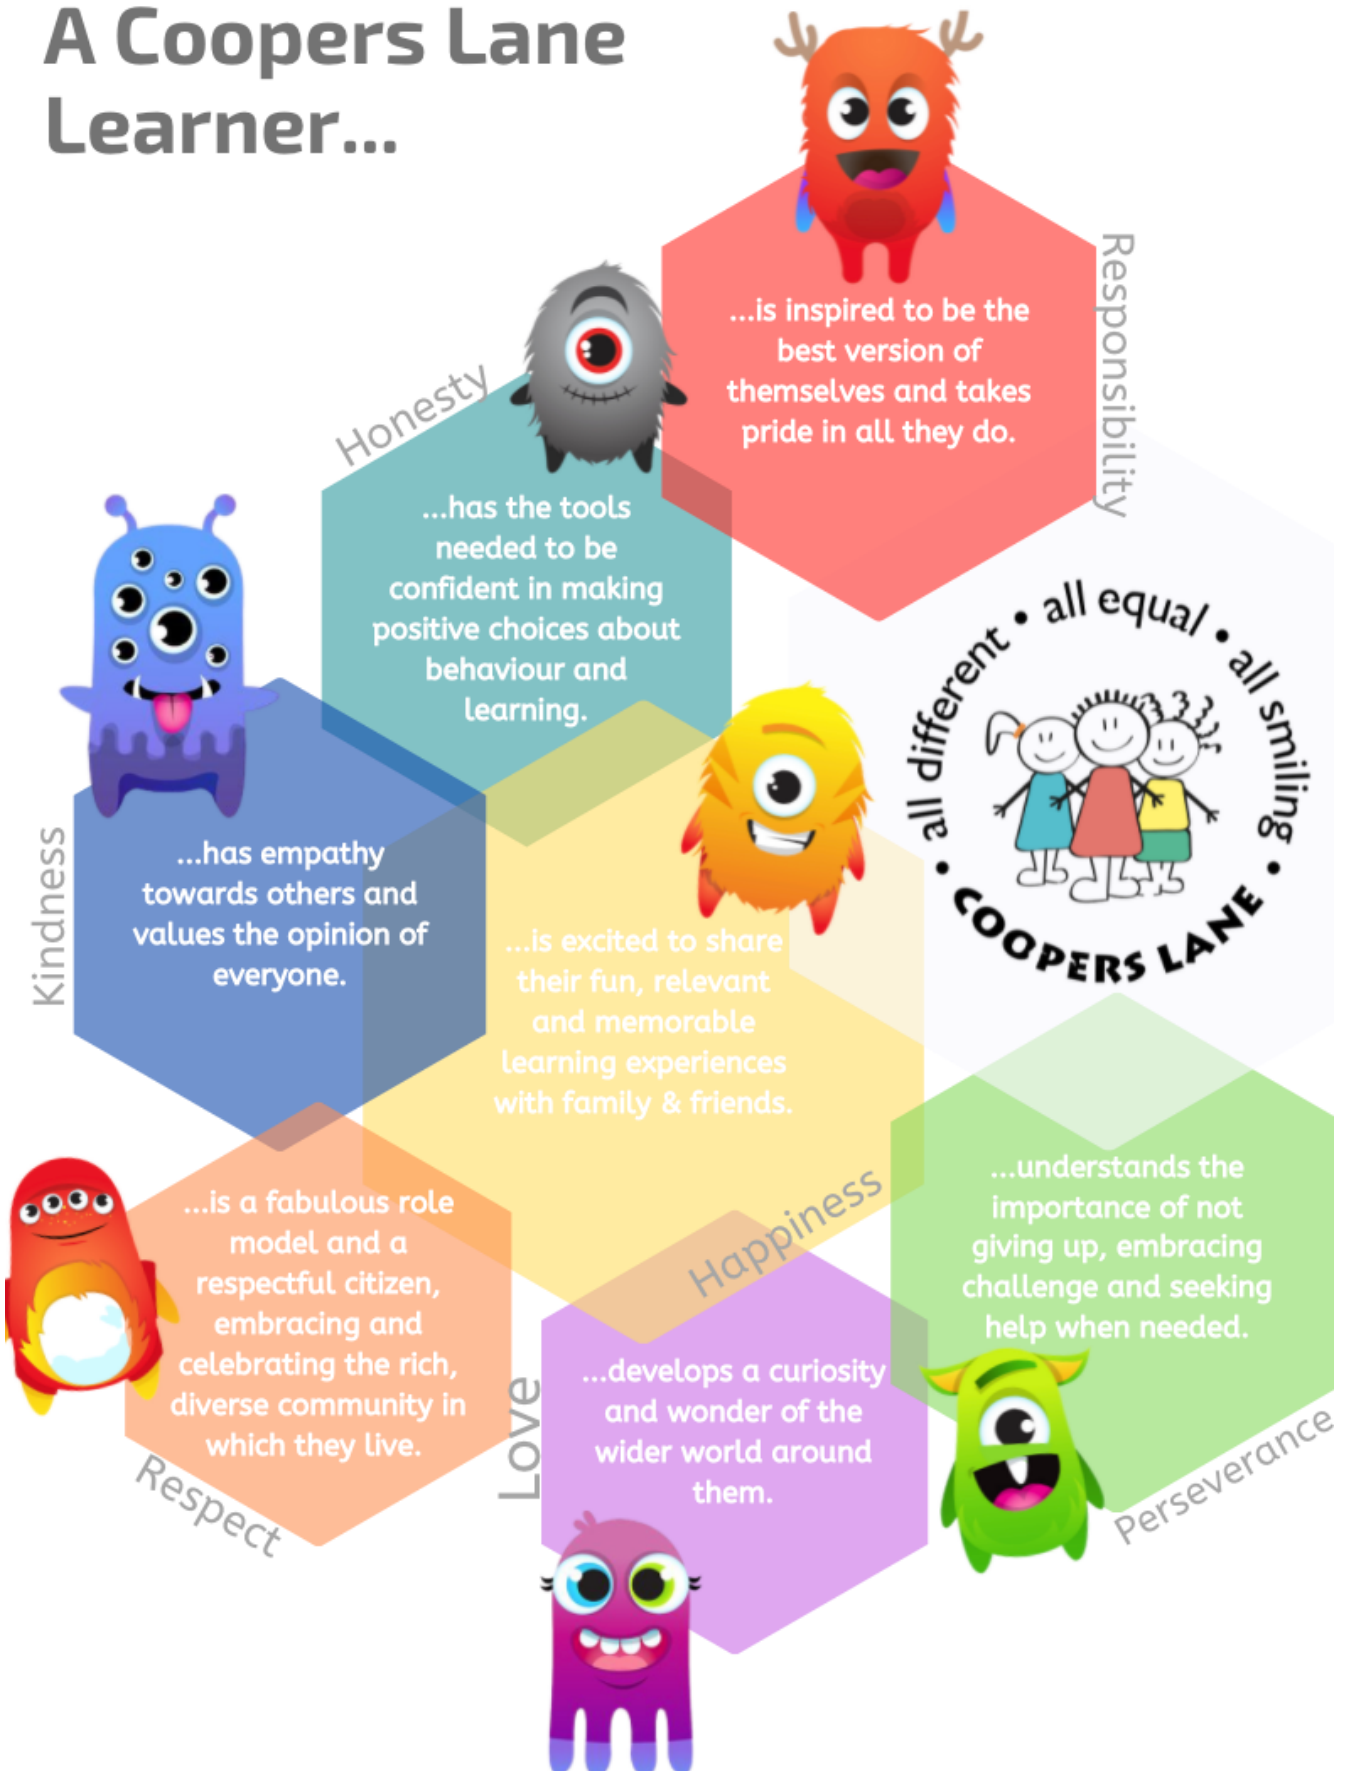 A Coopers Lane
Learner...
Responsibility
...is inspired to be the
best version of
themselves and takes
pride in all they do.
Honesty
...has the tools
needed to be
confident in making
positive choices about
behaviour and
learning.
all different • all equal • all smiling •
COOPERS LANE •
Kindness
...has empathy
towards others and
values the opinion of
everyone.
...is excited to share
their fun, relevant
and memorable
learning experiences
with family & friends.
Happiness
...understands the
importance of not
giving up, embracing
challenge and seeking
help when needed.
Perseverance
...is a fabulous role
model and a
respectful citizen,
embracing and
celebrating the rich,
diverse community in
which they live.
Respect
Love
...develops a curiosity
and wonder of the
wider world around
them.